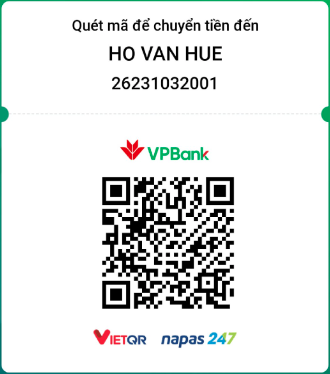 Quét mã để chuyển tiền đến
HO VAN HUE
26231032001
VPBank
VIETQR napas 247